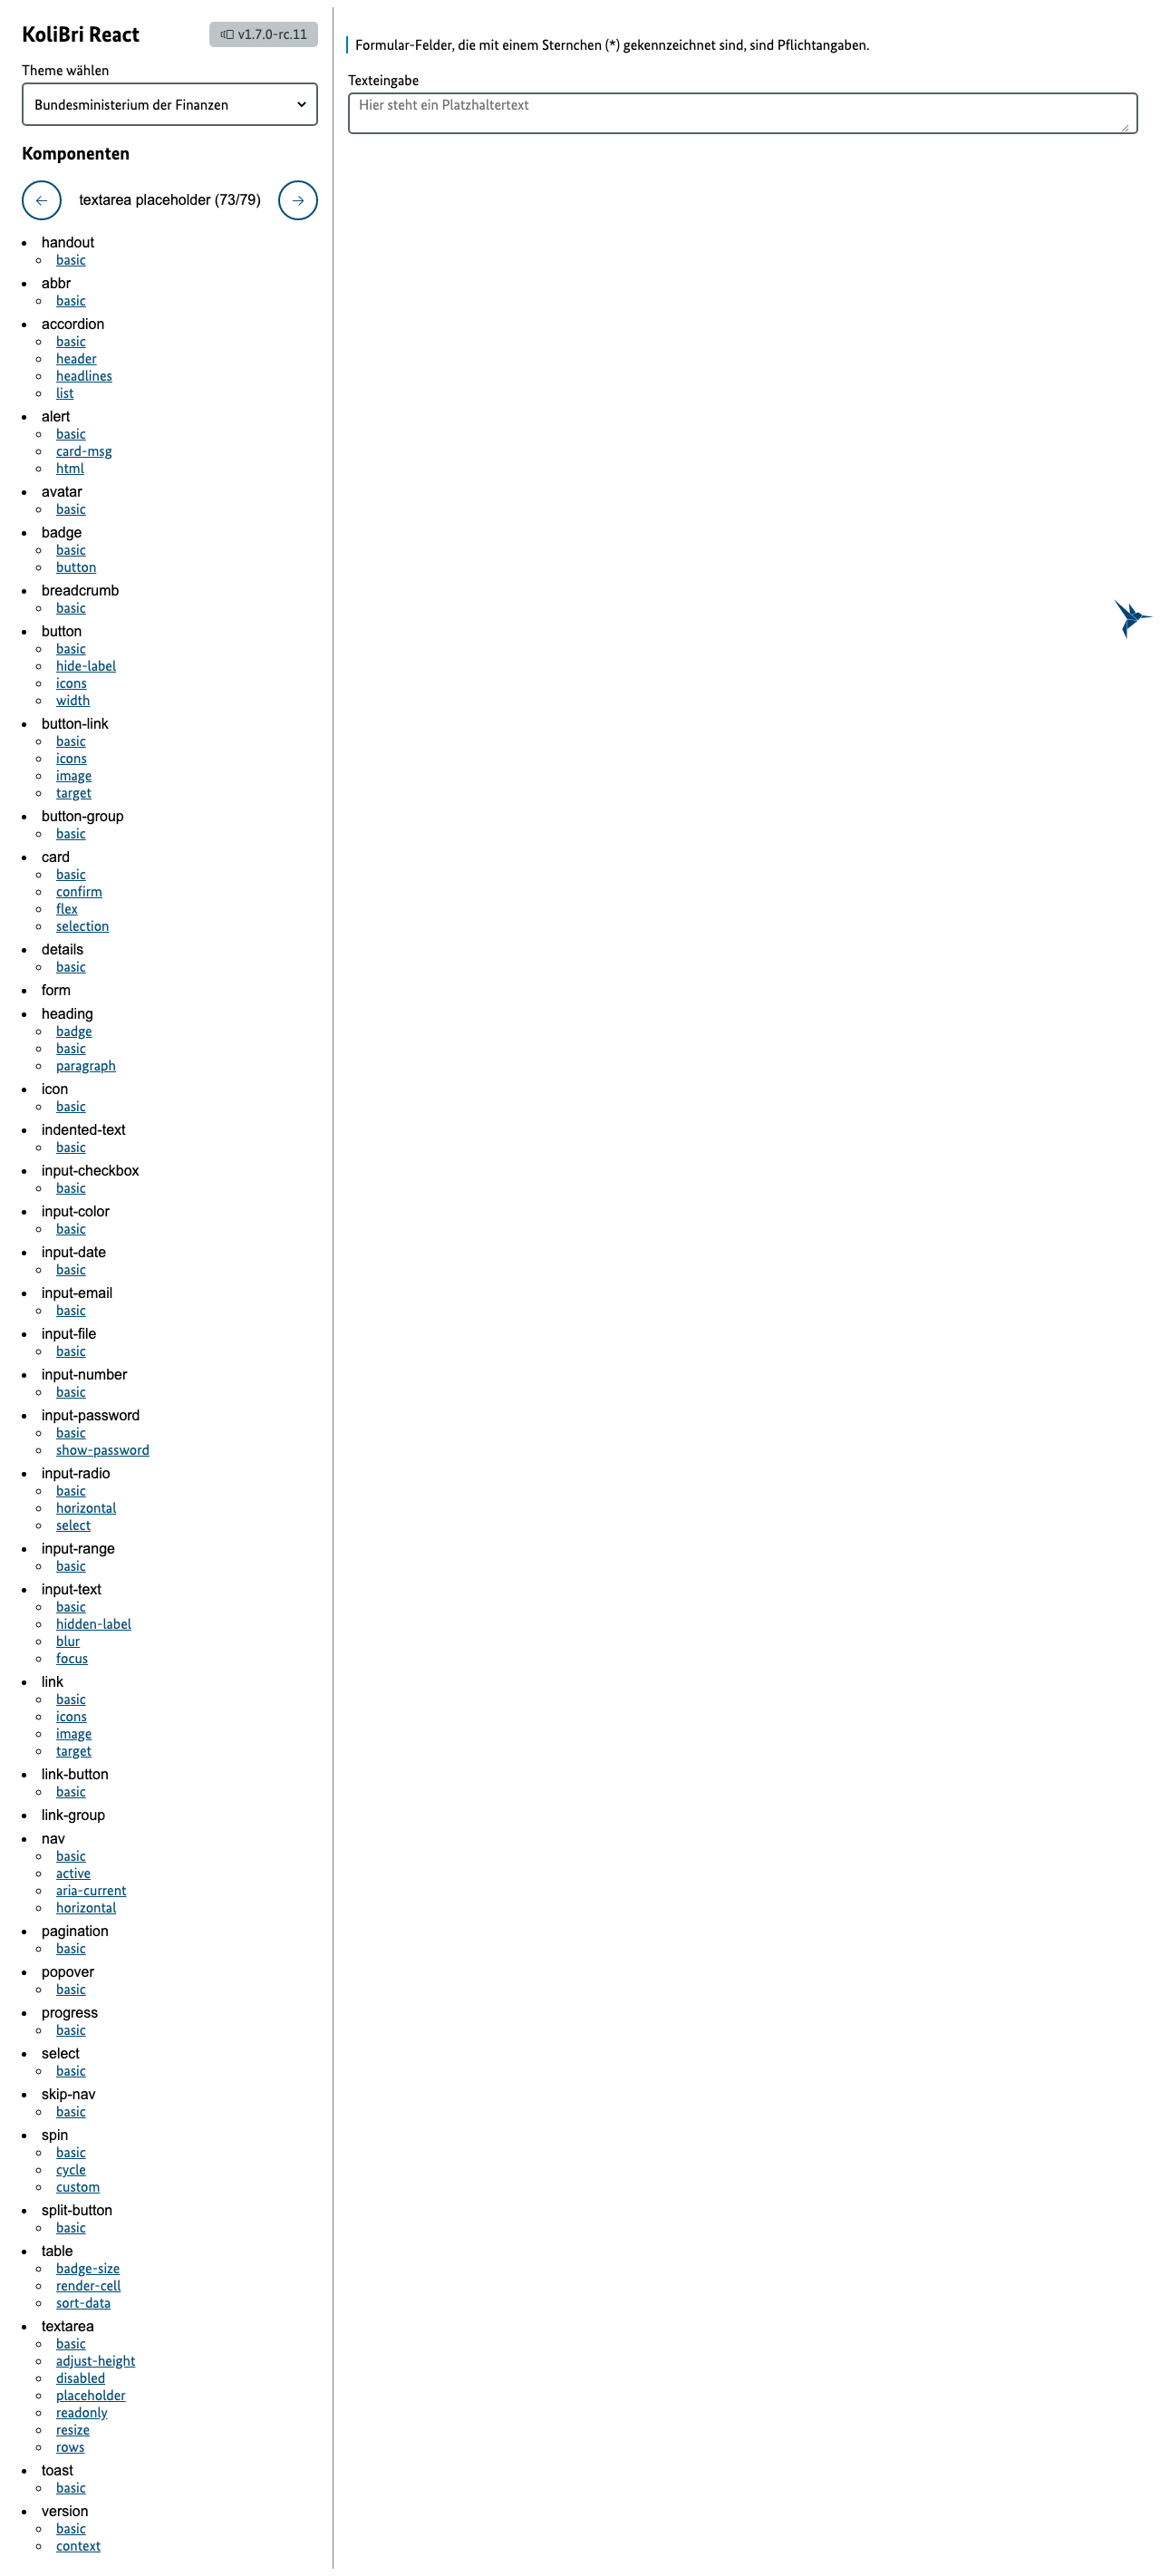 KoliBri React
v1.7.0-rc.11
Theme wählen
Bundesministerium der Finanzen
Komponenten
textarea placeholder (73/79)
handout
basic
abbr
basic
accordion
basic
header
headlines
list
alert
basic
card-msg
html
avatar
basic
badge
basic
button
breadcrumb
basic
button
basic
hide-label
icons
width
button-link
basic
icons
image
target
button-group
basic
card
basic
confirm
flex
selection
details
basic
form
heading
badge
basic
paragraph
icon
basic
indented-text
basic
input-checkbox
basic
input-color
basic
input-date
basic
input-email
basic
input-file
basic
input-number
basic
input-password
basic
show-password
input-radio
basic
horizontal
select
input-range
basic
input-text
basic
hidden-label
blur
focus
link
basic
icons
image
target
link-button
basic
link-group
nav
basic
active
aria-current
horizontal
pagination
basic
popover
basic
progress
basic
select
basic
skip-nav
basic
spin
basic
cycle
custom
split-button
basic
table
badge-size
render-cell
sort-data
textarea
basic
adjust-height
disabled
placeholder
readonly
resize
rows
toast
basic
version
basic
context
Formular-Felder, die mit einem Sternchen (*) gekennzeichnet sind, sind Pflichtangaben.
Texteingabe
Hier steht ein Platzhaltertext